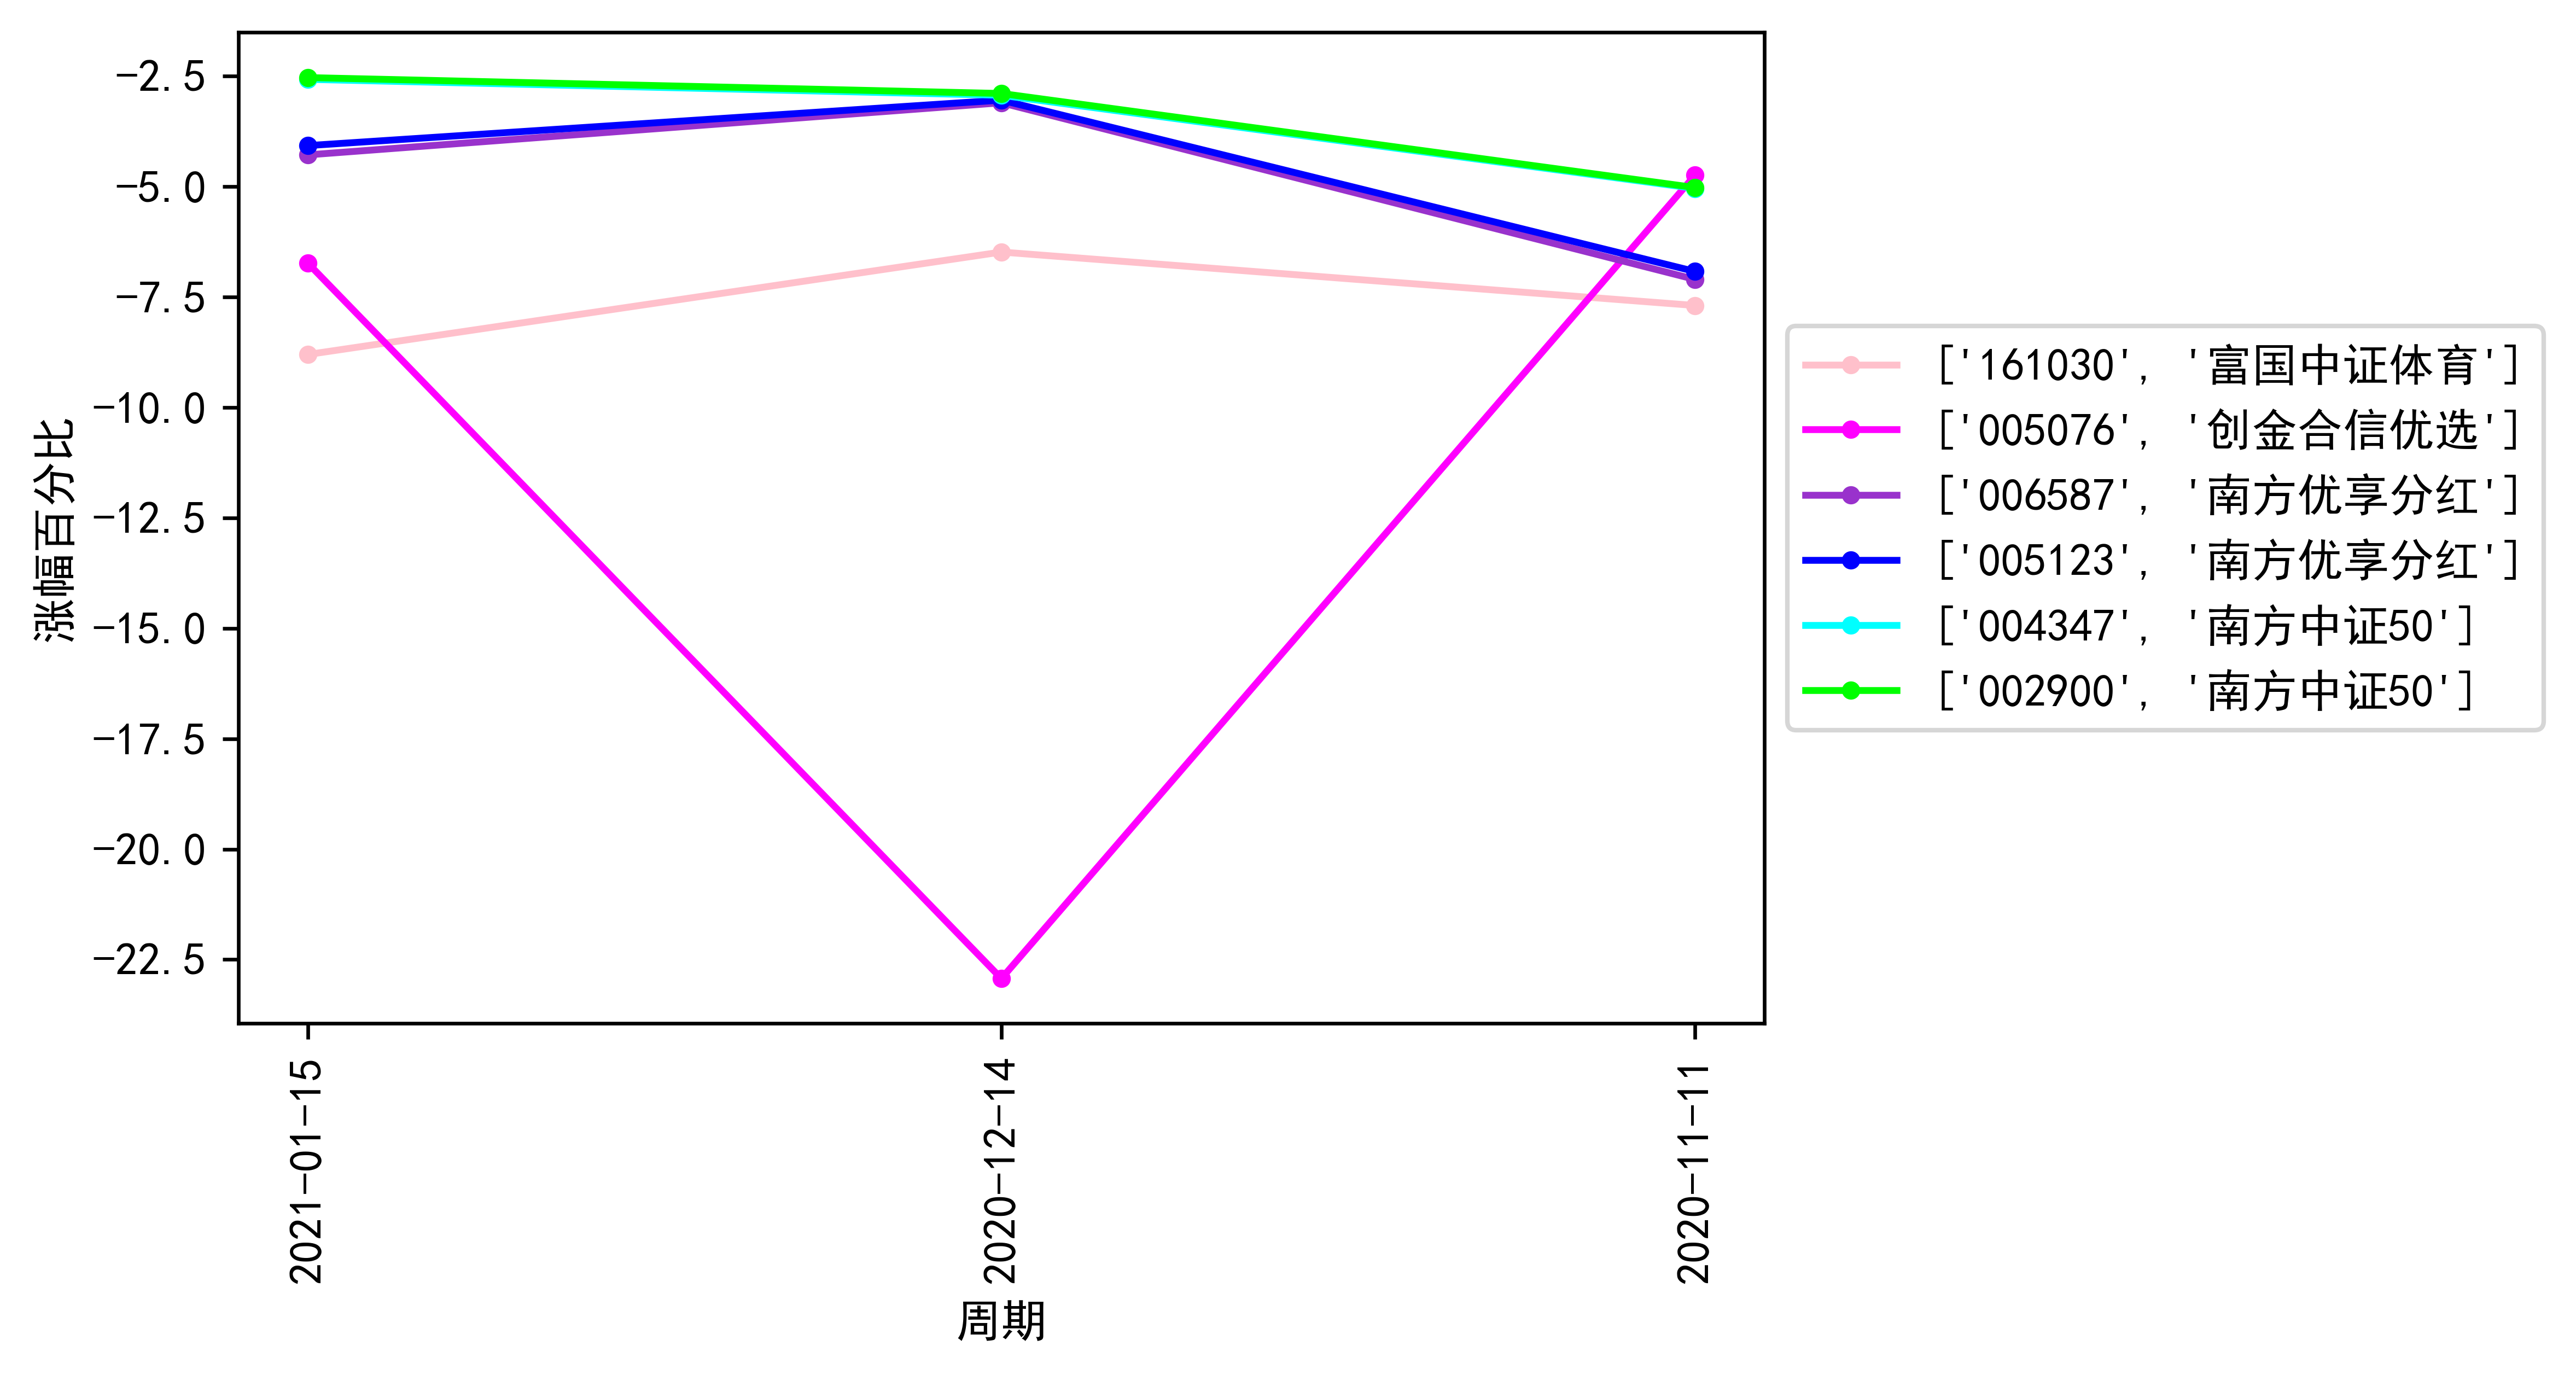 涨幅百分比
-2.5
-5.0
-7.5
-10.0
-12.5
-15.0
-17.5
-20.0
-22.5
2021-01-15
2020-12-14
2020-11-11
周期
['161030', '富国中证体育']
['005076', '创金合信优选']
['006587', '南方优享分红']
['005123', '南方优享分红']
['004347', '南方中证50']
['002900', '南方中证50']